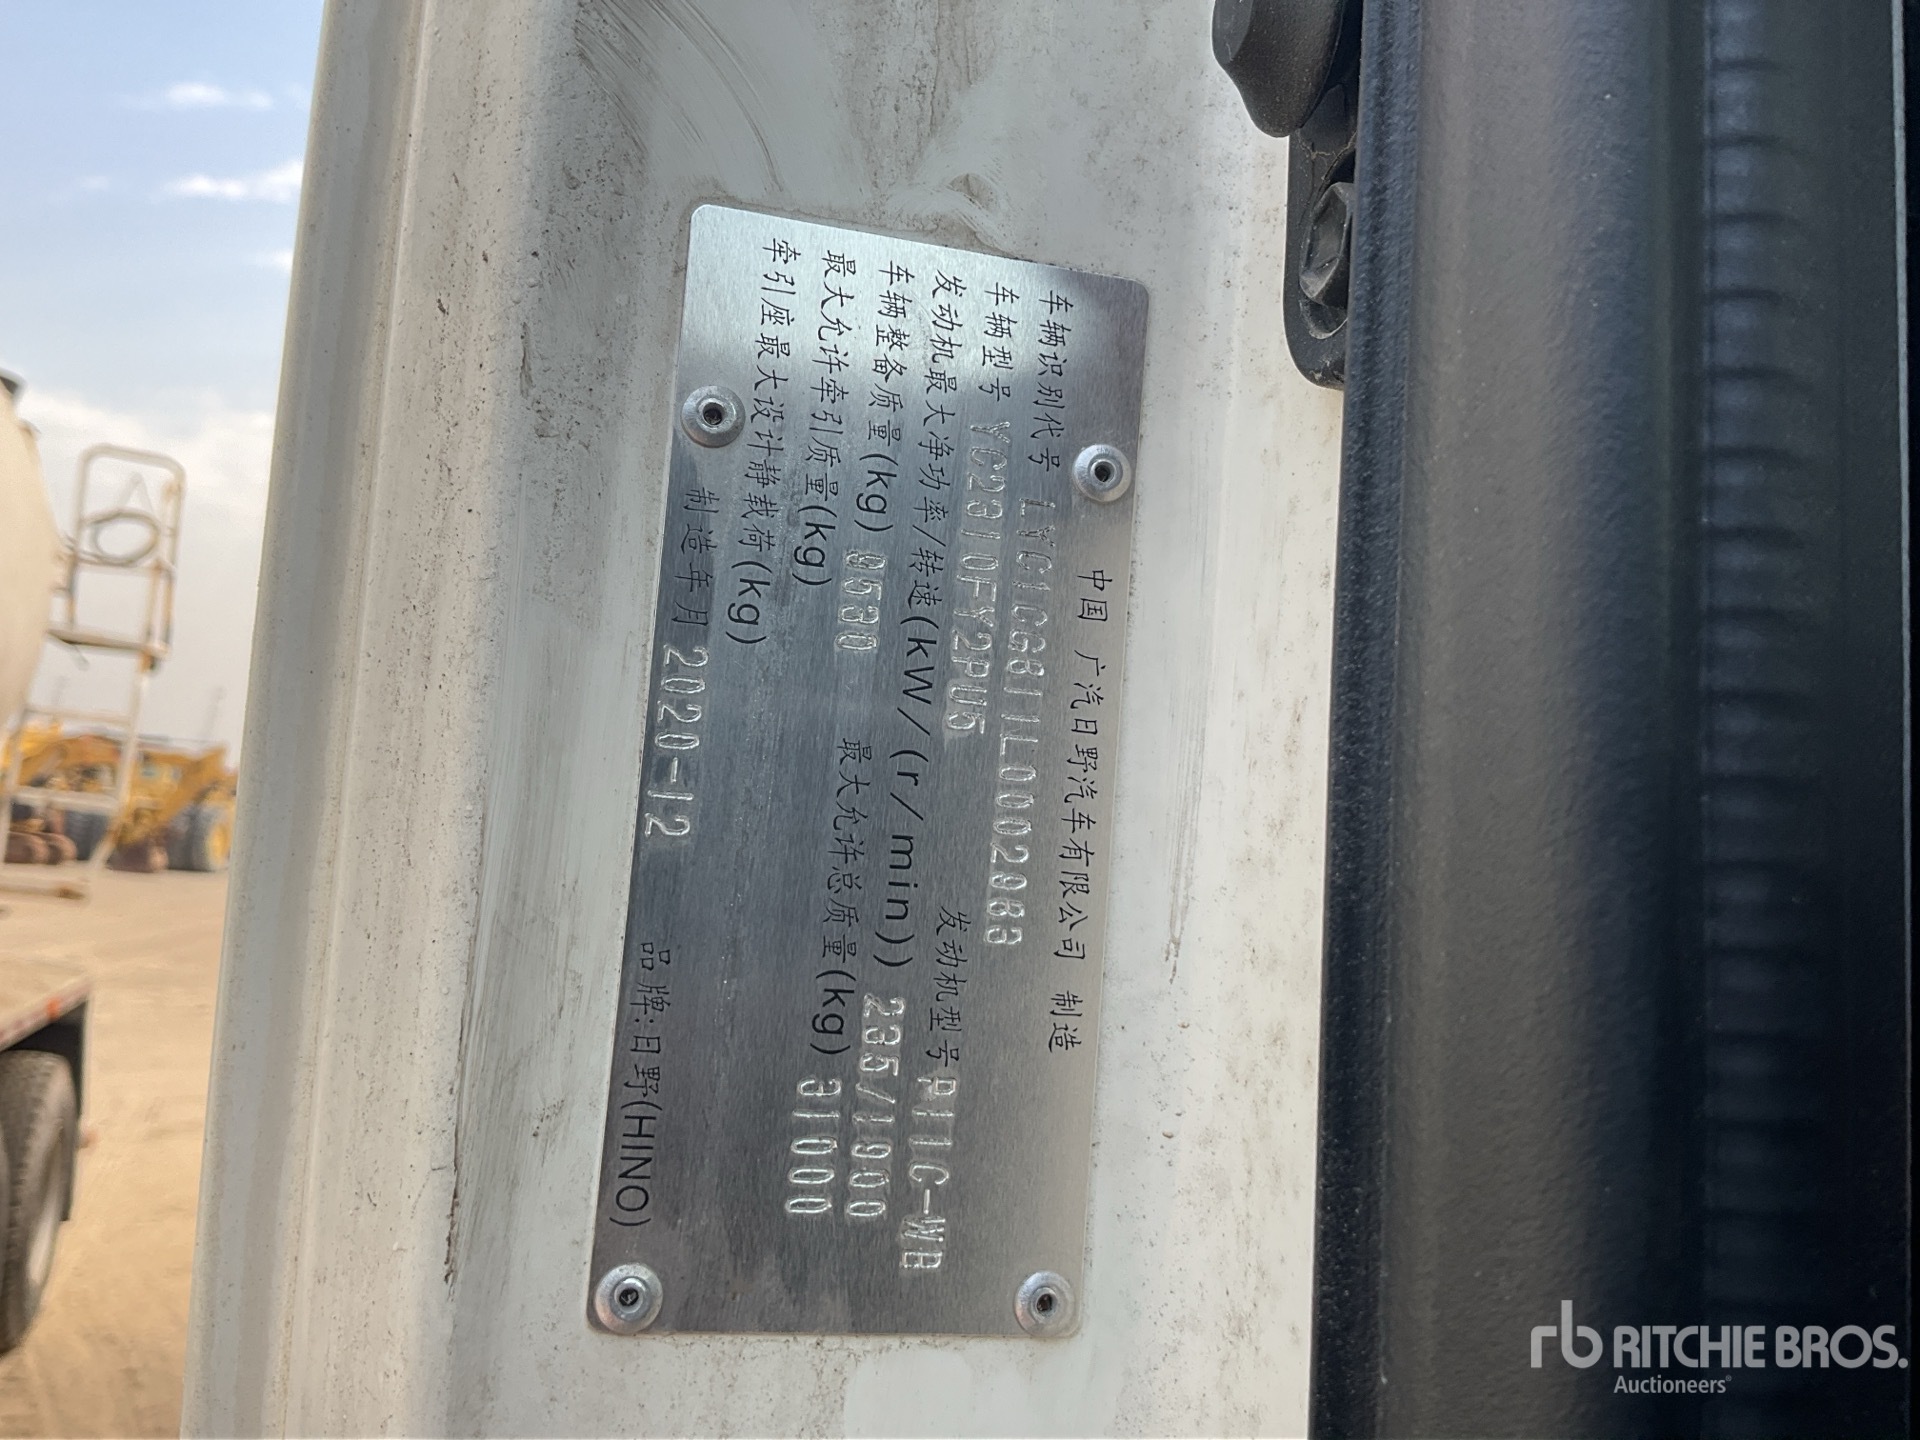 中国 广汽日野汽车有限公司 制造
车辆识别代号 LYC1CG811L0002083
车辆型号 YC2310FY2PU5 发动机型号 P11C-WB
发动机最大净功率/转速(kW/(r/min)) 235/1900
车辆整备质量(kg) 8580 最大允许总质量(kg) 31000
最大允许牵引质量(kg)
牵引座最大设计静载荷(kg)
制造年月 2020-12 品牌:日野(HINO)
rb RITCHIE BROS.
Auctioneers